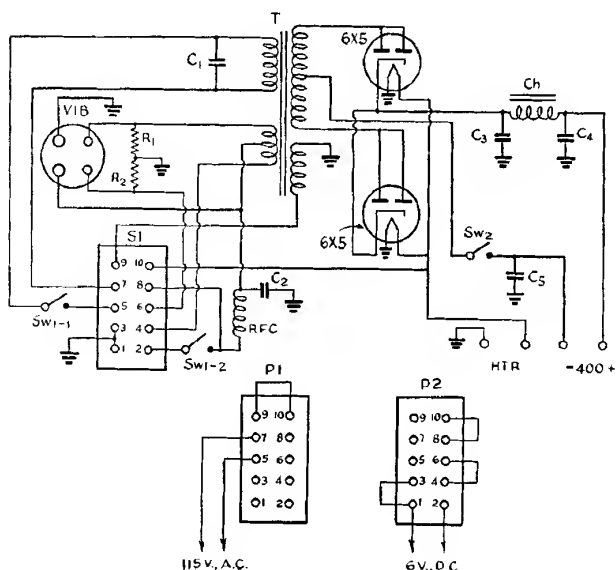 T
6X5
C1
Ch
VIB
R1
R2
C3
C4
S1
6X5
Sw2
C5
9 10
7 8
5 6
3 4
1 2
C2
RFC
Sw1-1
Sw1-2
HTR
-400+
P1
9 10
7 8
5 6
3 4
1 2
115V., A.C.
P2
9 10
7 8
5 6
3 4
1 2
6V., D.C.